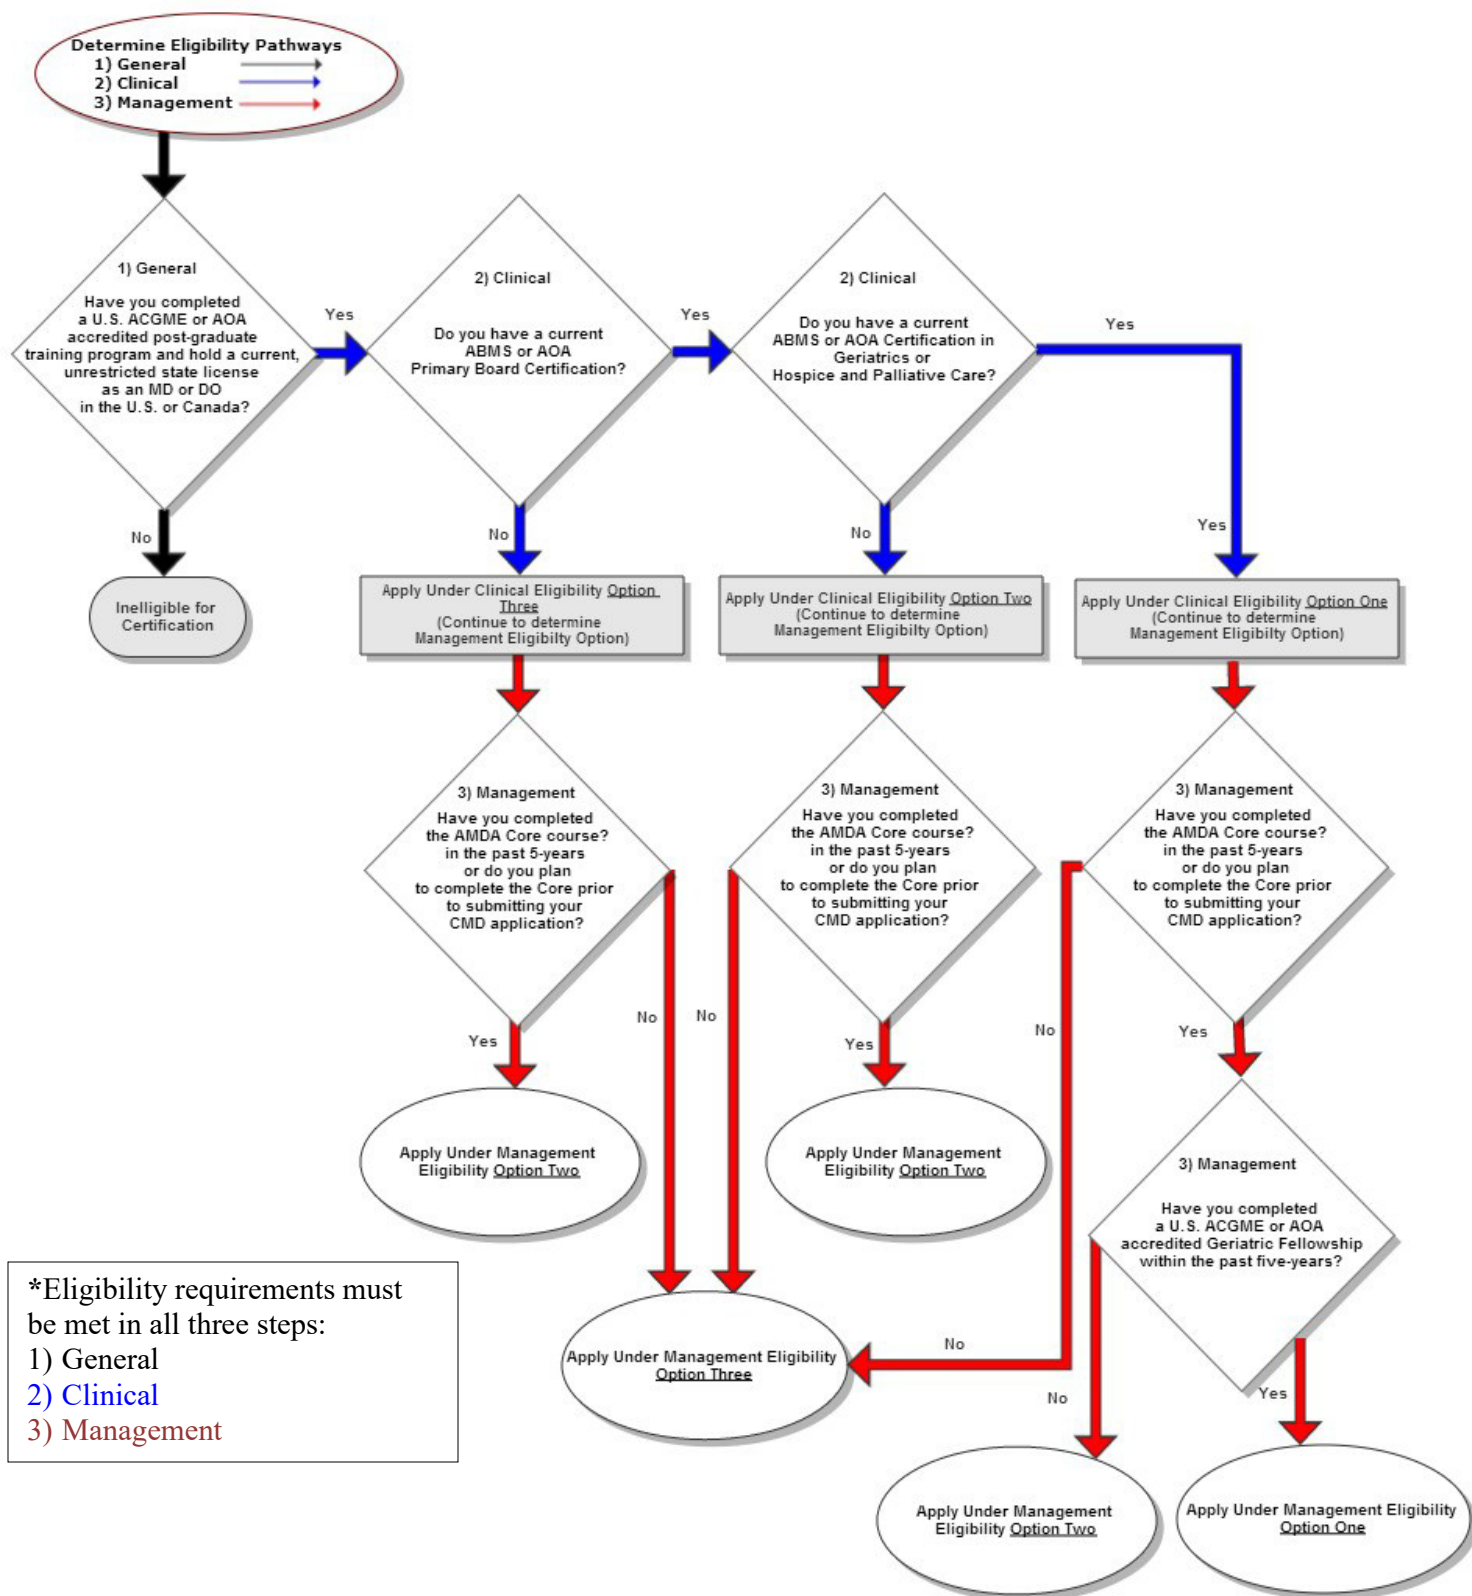 Determine Eligibility Pathways
1) General
2) Clinical
3) Management
1) General
Have you completed
a U.S. ACGME or AOA
accredited post-graduate
training program and hold a current,
unrestricted state license
as an MD or DO
in the U.S. or Canada?
Yes
2) Clinical
Do you have a current
ABMS or AOA
Primary Board Certification?
Yes
2) Clinical
Do you have a current
ABMS or AOA Certification in
Geriatrics or
Hospice and Palliative Care?
Yes
No
No
No
Yes
Ineligible for
Certification
Apply Under Clinical Eligibility Option
Three
(Continue to determine
Management Eligibilty Option)
Apply Under Clinical Eligibility Option Two
(Continue to determine
Management Eligibilty Option)
Apply Under Clinical Eligibility Option One
(Continue to determine
Management Eligibilty Option)
3) Management
Have you completed
the AMDA Core course?
in the past 5-years
or do you plan
to complete the Core prior
to submitting your
CMD application?
3) Management
Have you completed
the AMDA Core course?
in the past 5-years
or do you plan
to complete the Core prior
to submitting your
CMD application?
3) Management
Have you completed
the AMDA Core course?
in the past 5-years
or do you plan
to complete the Core prior
to submitting your
CMD application?
Yes
No
No
Yes
No
Yes
Apply Under Management
Eligibility Option Two
Apply Under Management
Eligibility Option Two
3) Management
Have you completed
a U.S. ACGME or AOA
accredited Geriatric Fellowship
within the past five-years?
*Eligibility requirements must
be met in all three steps:
1) General
2) Clinical
3) Management
Apply Under Management Eligibility
Option Three
No
No
Yes
Apply Under Management
Eligibility Option Two
Apply Under Management Eligibility
Option One